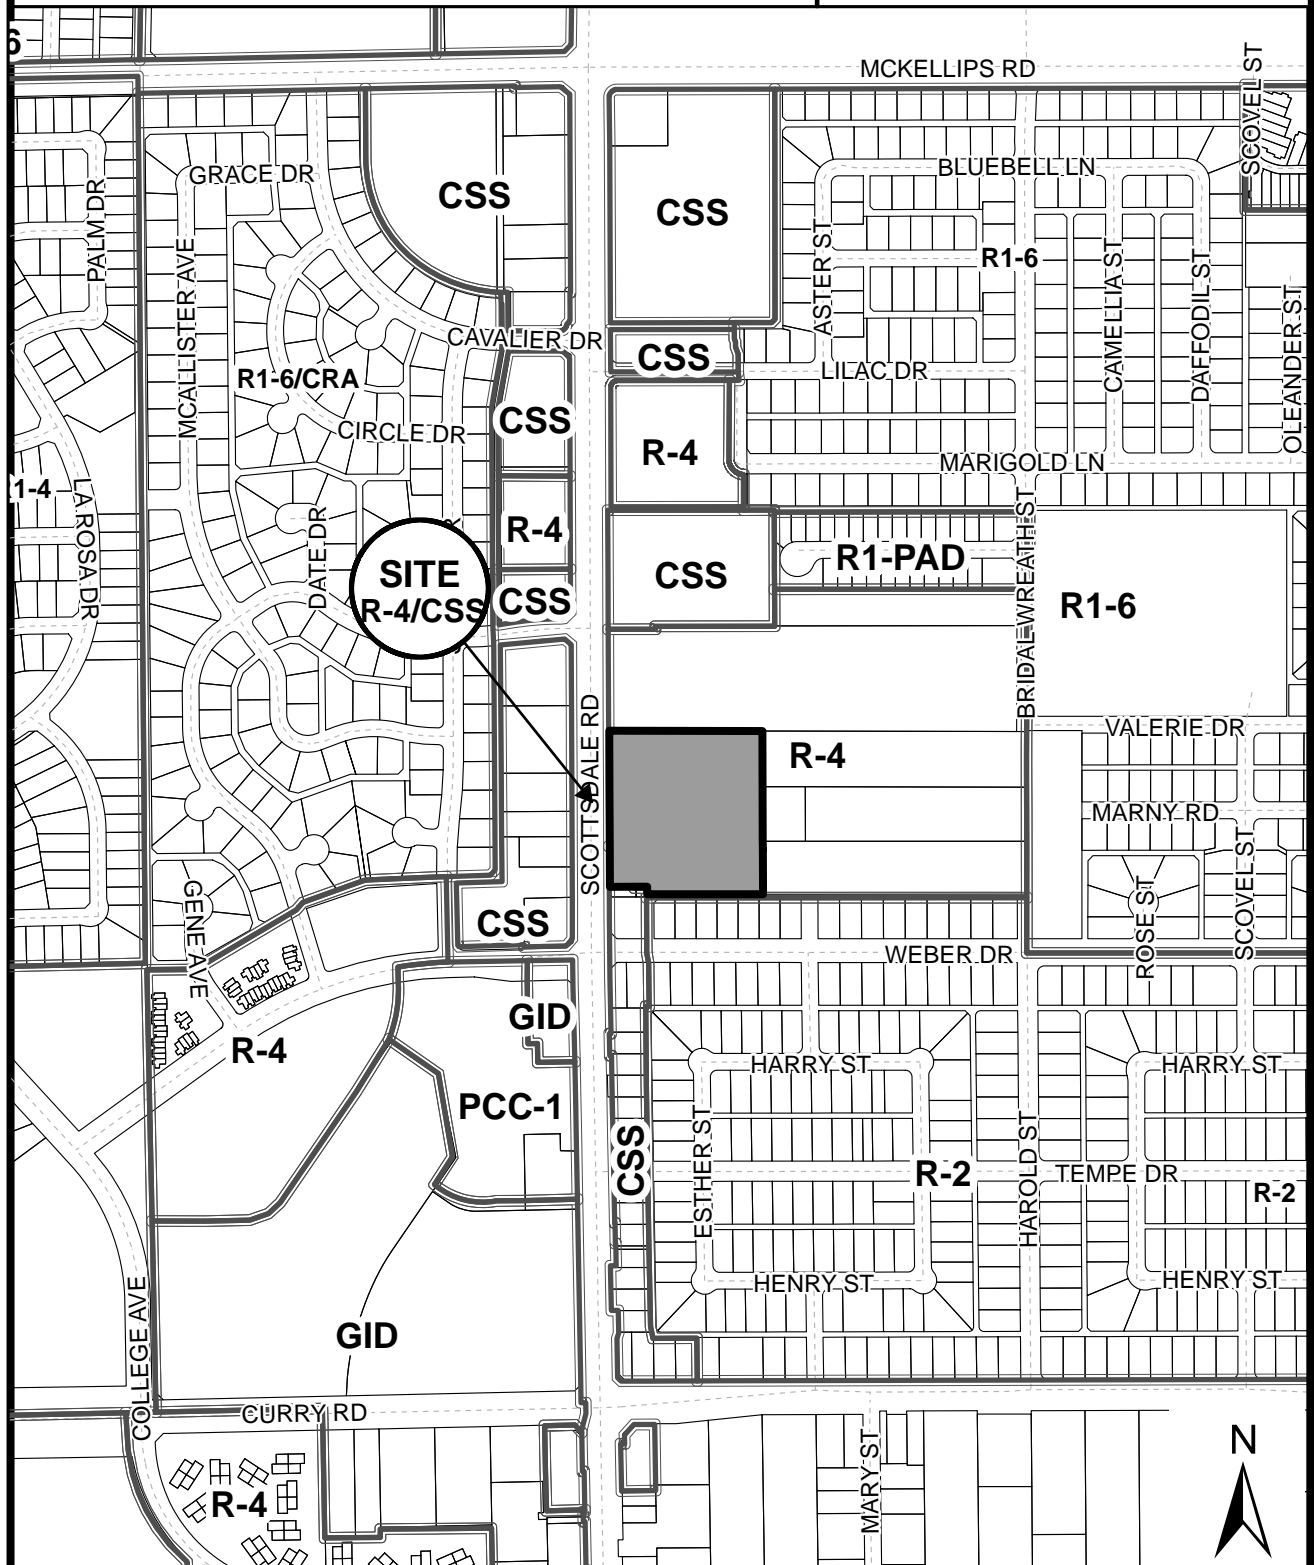 6
MCKELLIPS RD
SCOVEL ST
GRACE DR
BLUEBELL LN
PALM DR
CSS
CSS
MCALLISTER AVE
ASTER ST
R1-6
CAMELLIA ST
DAFFODIL ST
OLEANDER ST
CAVALIER DR
CSS
R1-6/CRA
LILAC DR
CSS
CIRCLE DR
R-4
MARIGOLD LN
R1-4
LA ROSA DR
DATE DR
R-4
SITE
R-4/CSS
CSS
CSS
R1-PAD
BRIDALWREATH ST
R1-6
SCOTTSDALE RD
R-4
VALERIE DR
MARNY RD
GENE AVE
CSS
ROSE ST
SCOVEL ST
WEBER DR
GID
R-4
HARRY ST
HARRY ST
PCC-1
CSS
ESTHER ST
R-2
HAROLD ST
TEMPE DR
R-2
HENRY ST
HENRY ST
COLLEGE AVE
GID
CURRY RD
MARY ST
N
R-4